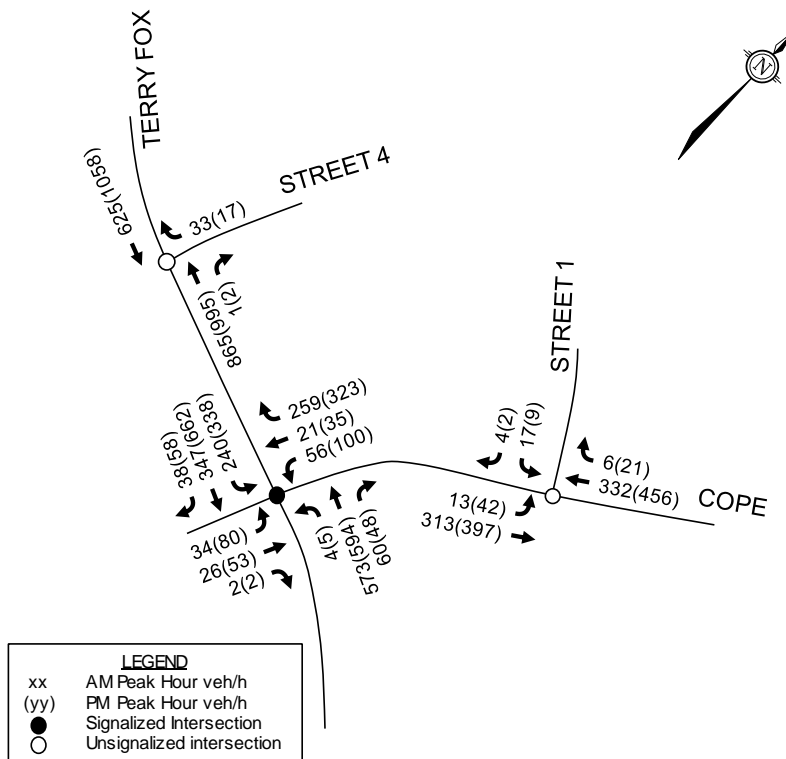 TERRY FOX
N
STREET 4
625(1058)
33(17)
865(995)
1(2)
STREET 1
38(58)
347(662)
240(338)
259(323)
21(35)
56(100)
4(2)
17(9)
6(21)
332(456)
COPE
13(42)
313(397)
34(80)
26(53)
2(2)
4(5)
573(594)
60(48)
LEGEND
xx AM Peak Hour veh/h
(yy) PM Peak Hour veh/h
Signalized Intersection
Unsignalized intersection